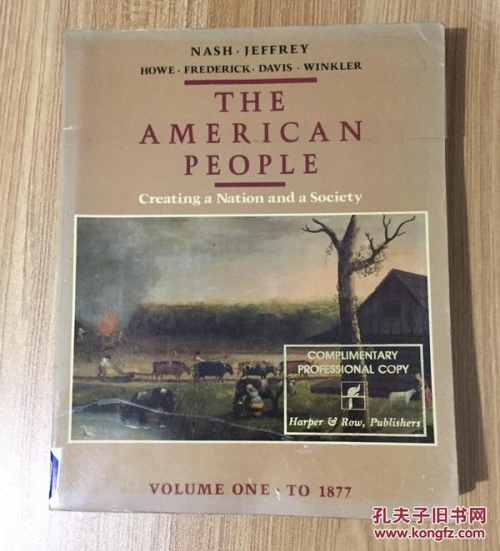 NASH · JEFFREY
HOWE · FREDERICK · DAVIS · WINKLER
THE
AMERICAN
PEOPLE
Creating a Nation and a Society
COMPLIMENTARY
PROFESSIONAL COPY
Harper & Row, Publishers
VOLUME ONE · TO 1877
孔夫子旧书网
www.kongfz.com